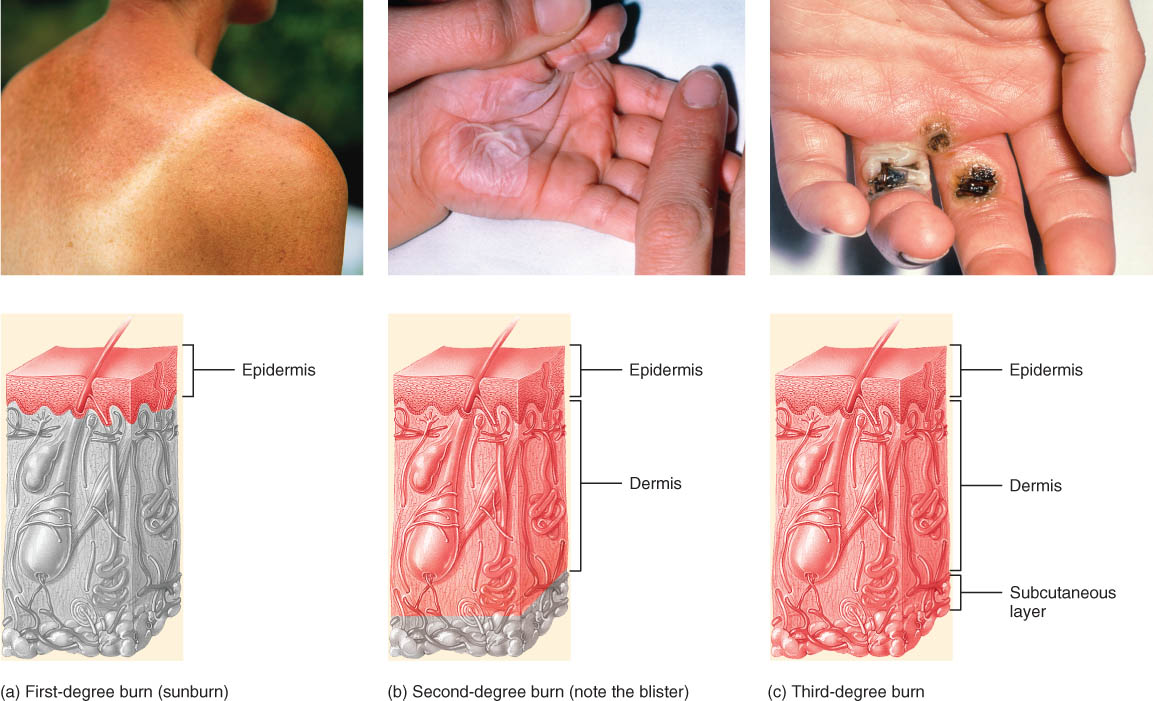 Epidermis
Epidermis
Dermis
Epidermis
Dermis
Subcutaneous
layer
(a) First-degree burn (sunburn)
(b) Second-degree burn (note the blister)
(c) Third-degree burn